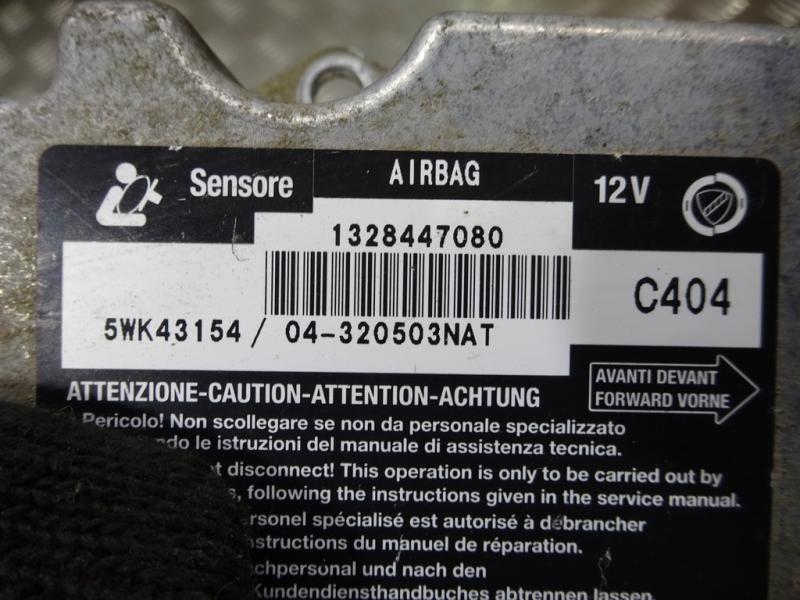 Sensore
AIRBAG
12V
1328447080
C404
5WK43154 / 04-320503NAT
ATTENZIONE-CAUTION-ATTENTION-ACHTUNG
AVANTI DEVANT
FORWARD VORNE
Pericolo! Non scollegare se non da personale specializzato
le istruzioni del manuale di assistenza tecnica.
disconnect! This operation is only to be carried out by
following the instructions given in the service manual.
spécialisé est autorisé à débrancher
du manuel de réparation.
und nach den
Kundendiensthandbuches abtrennen lassen.